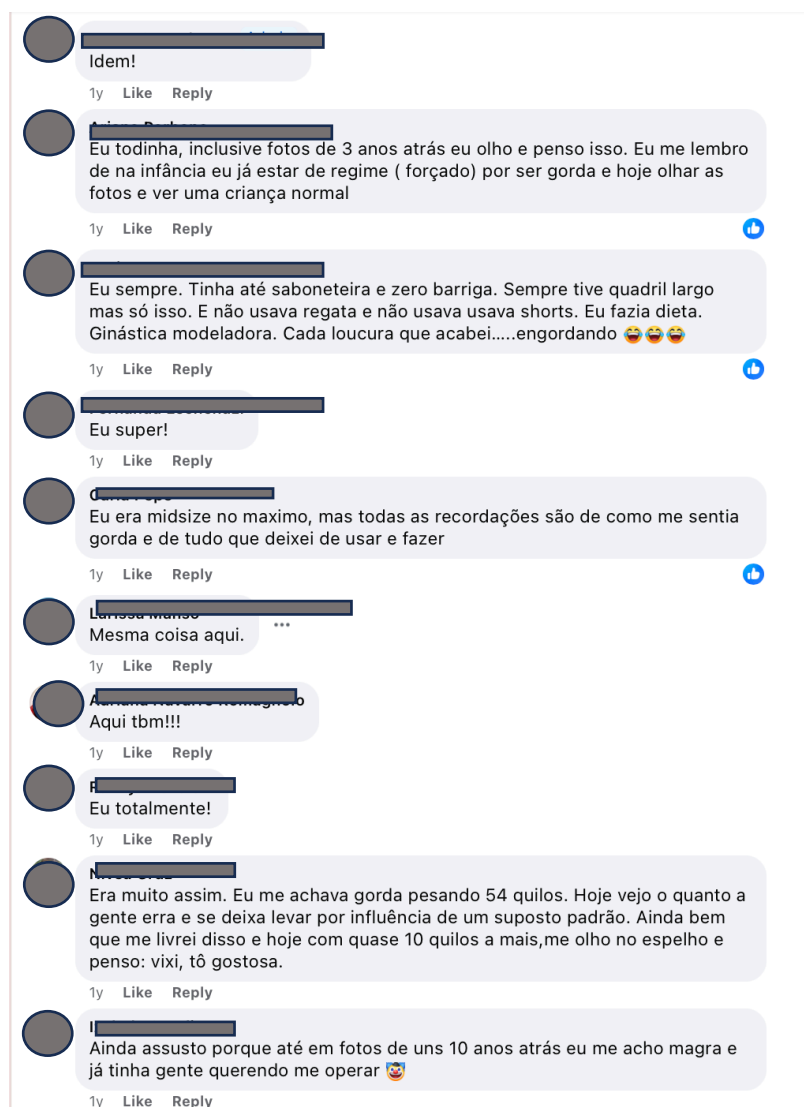 Idem!
1y Like Reply
Eu todinha, inclusive fotos de 3 anos atrás eu olho e penso isso. Eu me lembro
de na infância eu já estar de regime ( forçado) por ser gorda e hoje olhar as
fotos e ver uma criança normal
1y Like Reply
Eu sempre. Tinha até saboneteira e zero barriga. Sempre tive quadril largo
mas só isso. E não usava regata e não usava usava shorts. Eu fazia dieta.
Ginástica modeladora. Cada loucura que acabei.....engordando 😂😂😂
1y Like Reply
Eu super!
1y Like Reply
Eu era midsize no maximo, mas todas as recordações são de como me sentia
gorda e de tudo que deixei de usar e fazer
1y Like Reply
Mesma coisa aqui.
1y Like Reply
Aqui tbm!!!
1y Like Reply
Eu totalmente!
1y Like Reply
Era muito assim. Eu me achava gorda pesando 54 quilos. Hoje vejo o quanto a
gente erra e se deixa levar por influência de um suposto padrão. Ainda bem
que me livrei disso e hoje com quase 10 quilos a mais,me olho no espelho e
penso: vixi, tô gostosa.
1y Like Reply
Ainda assusto porque até em fotos de uns 10 anos atrás eu me acho magra e
já tinha gente querendo me operar 🤡
1y Like Reply